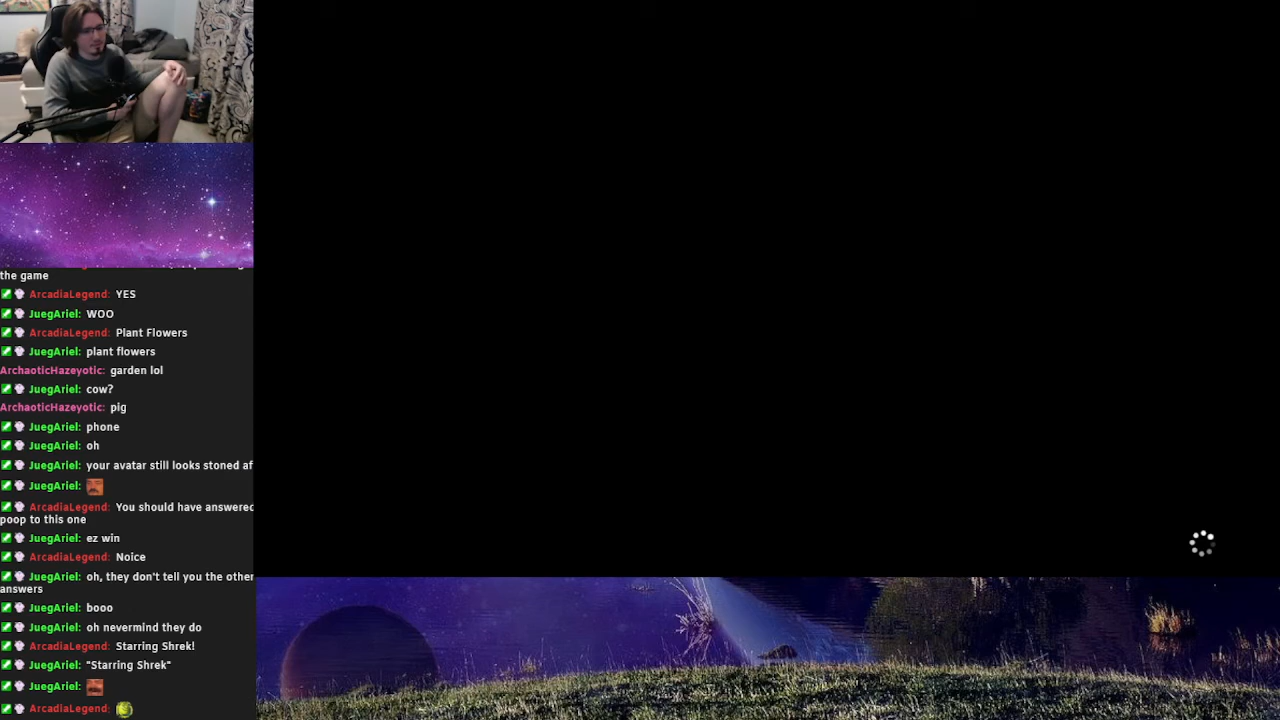 the game
ArcadiaLegend: YES
JuegAriel: WOO
ArcadiaLegend: Plant Flowers
JuegAriel: plant flowers
ArchaoticHazeyotic: garden lol
JuegAriel: cow?
ArchaoticHazeyotic: pig
JuegAriel: phone
JuegAriel: oh
JuegAriel: your avatar still looks stoned af
JuegAriel:
ArcadiaLegend: You should have answered
poop to this one
JuegAriel: ez win
ArcadiaLegend: Noice
JuegAriel: oh, they don't tell you the other
answers
JuegAriel: booo
JuegAriel: oh nevermind they do
ArcadiaLegend: Starring Shrek!
JuegAriel: "Starring Shrek"
JuegAriel:
ArcadiaLegend: